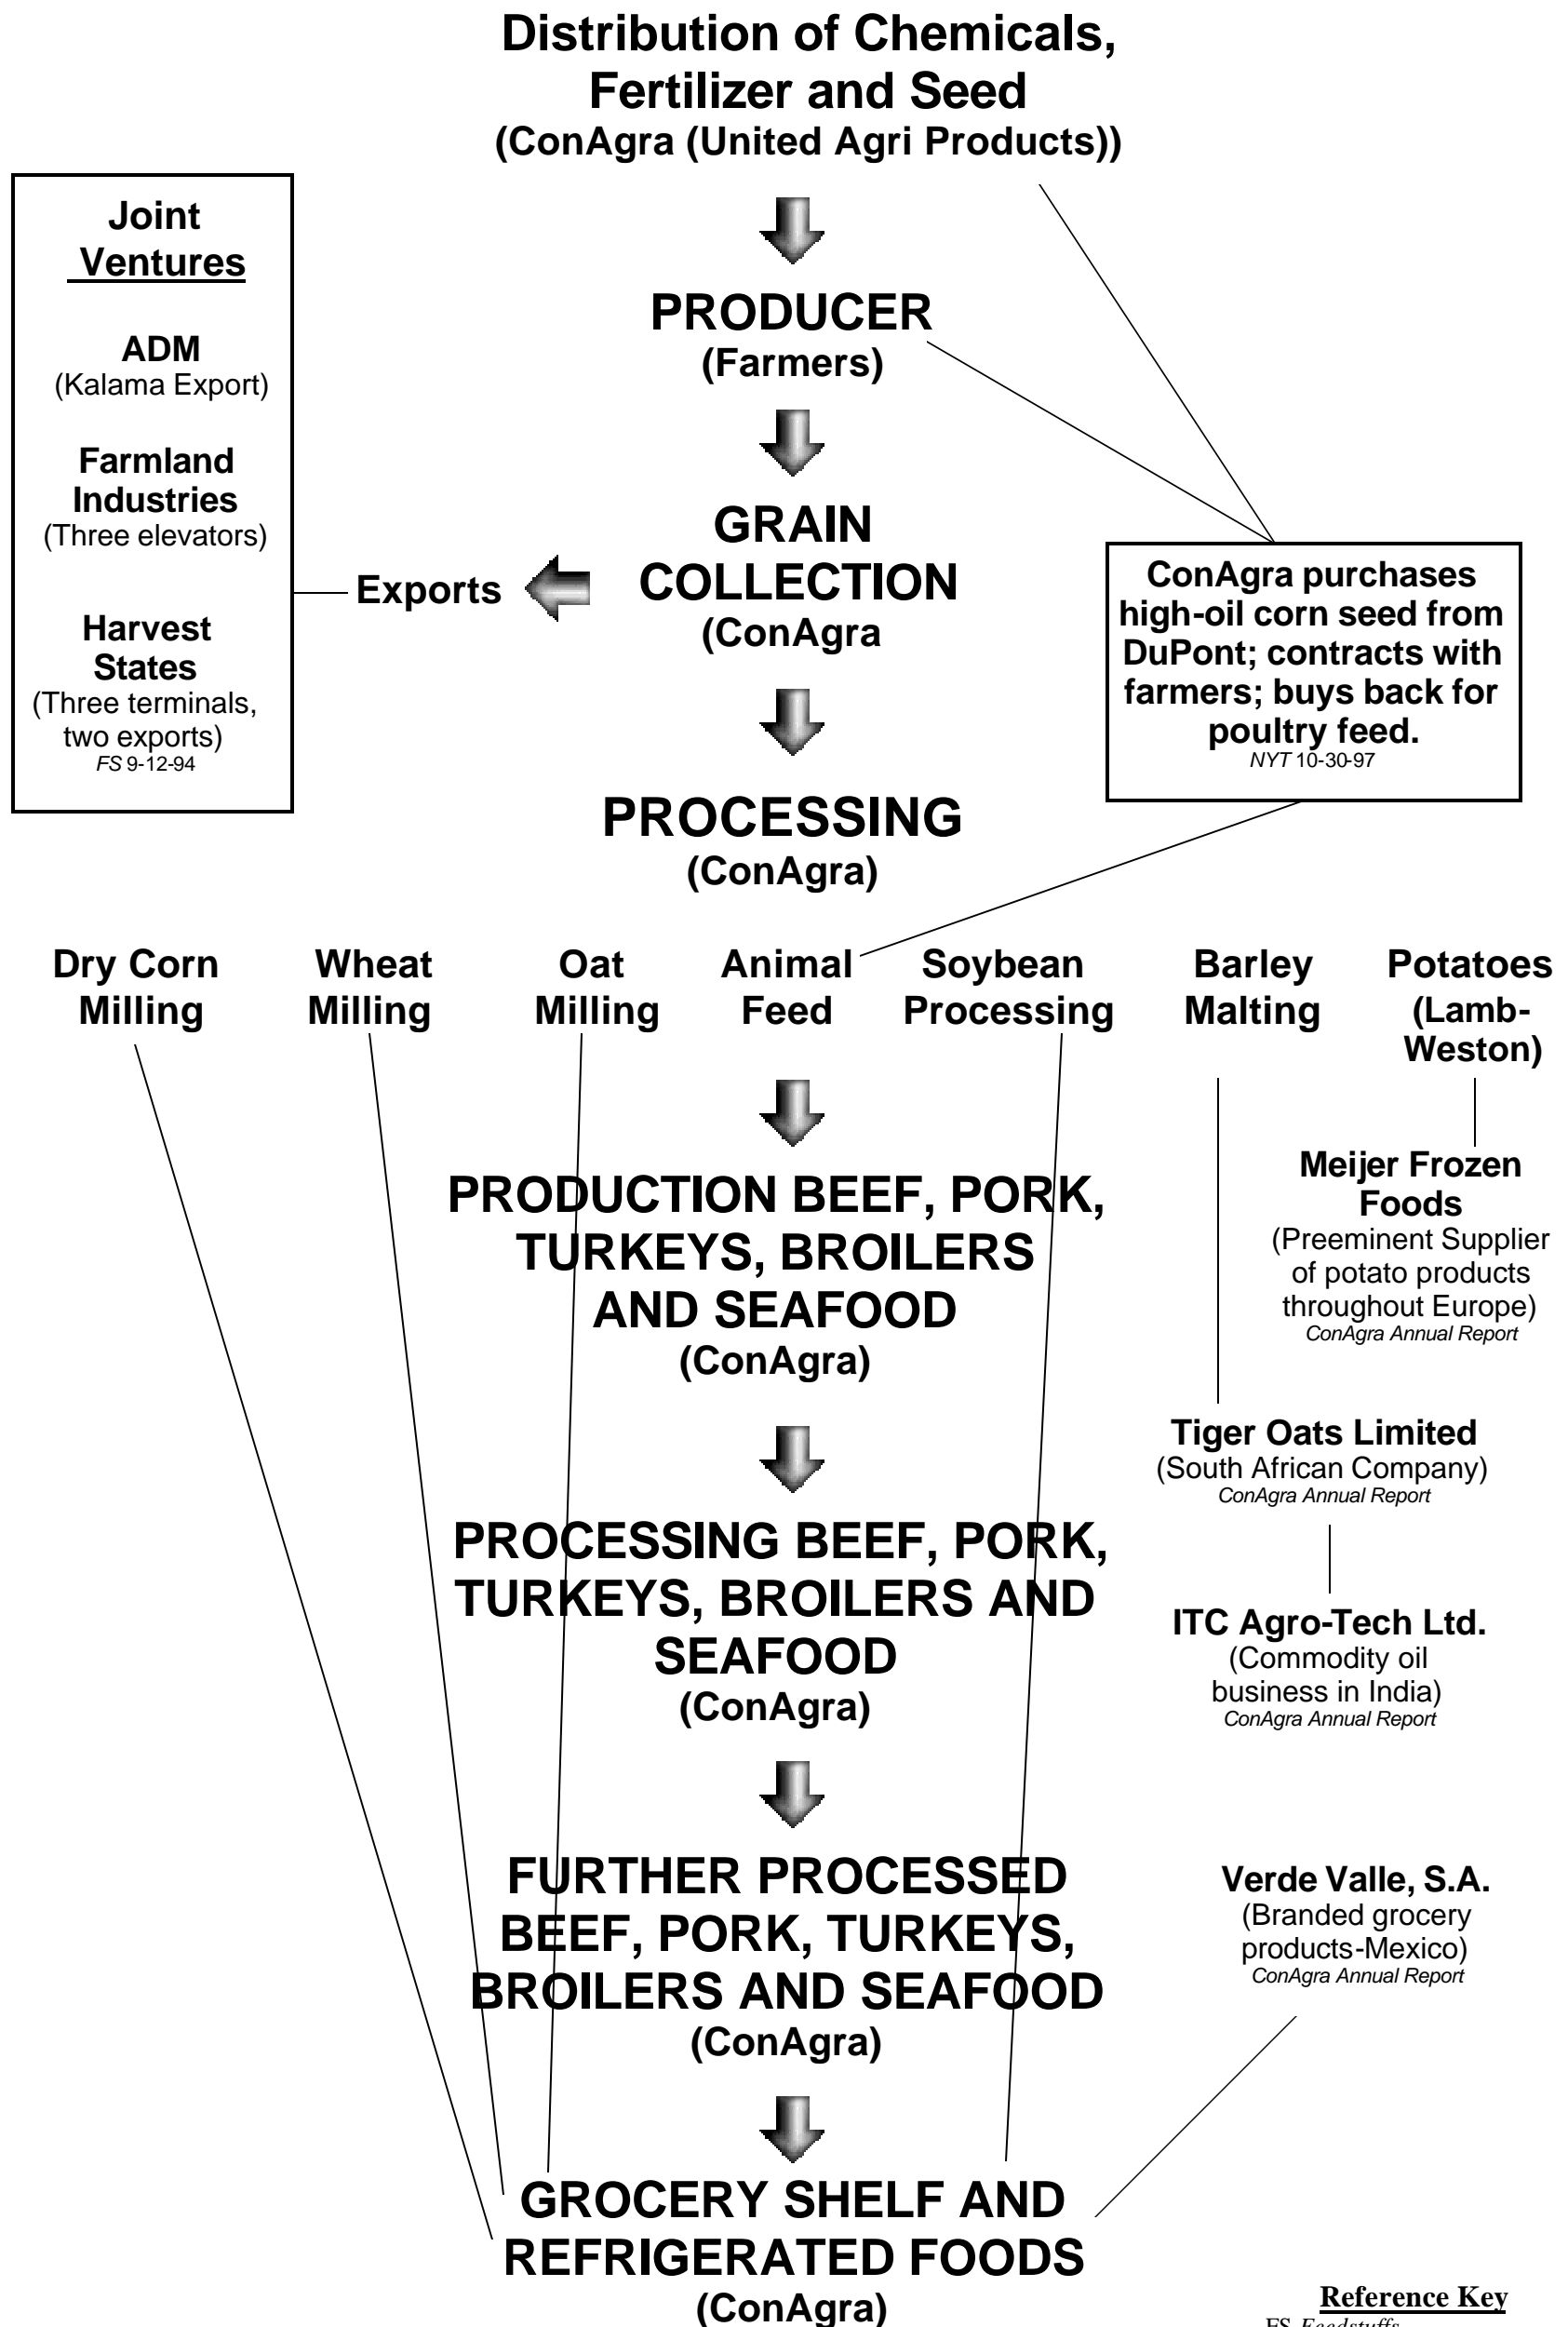 Distribution of Chemicals,
Fertilizer and Seed
(ConAgra (United Agri Products))
Joint
Ventures
ADM
(Kalama Export)
Farmland
Industries
(Three elevators)
Harvest
States
(Three terminals,
two exports)
FS 9-12-94
PRODUCER
(Farmers)
GRAIN
COLLECTION
(ConAgra
Exports
ConAgra purchases
high-oil corn seed from
DuPont; contracts with
farmers; buys back for
poultry feed.
NYT 10-30-97
PROCESSING
(ConAgra)
Dry Corn
Milling
Wheat
Milling
Oat
Milling
Animal
Feed
Soybean
Processing
Barley
Malting
Potatoes
(Lamb-
Weston)
PRODUCTION BEEF, PORK,
TURKEYS, BROILERS
AND SEAFOOD
(ConAgra)
Meijer Frozen
Foods
(Preeminent Supplier
of potato products
throughout Europe)
ConAgra Annual Report
Tiger Oats Limited
(South African Company)
ConAgra Annual Report
PROCESSING BEEF, PORK,
TURKEYS, BROILERS AND
SEAFOOD
(ConAgra)
ITC Agro-Tech Ltd.
(Commodity oil
business in India)
ConAgra Annual Report
FURTHER PROCESSED
BEEF, PORK, TURKEYS,
BROILERS AND SEAFOOD
(ConAgra)
Verde Valle, S.A.
(Branded grocery
products-Mexico)
ConAgra Annual Report
GROCERY SHELF AND
REFRIGERATED FOODS
(ConAgra)
Reference Key
FS Feedstuffs